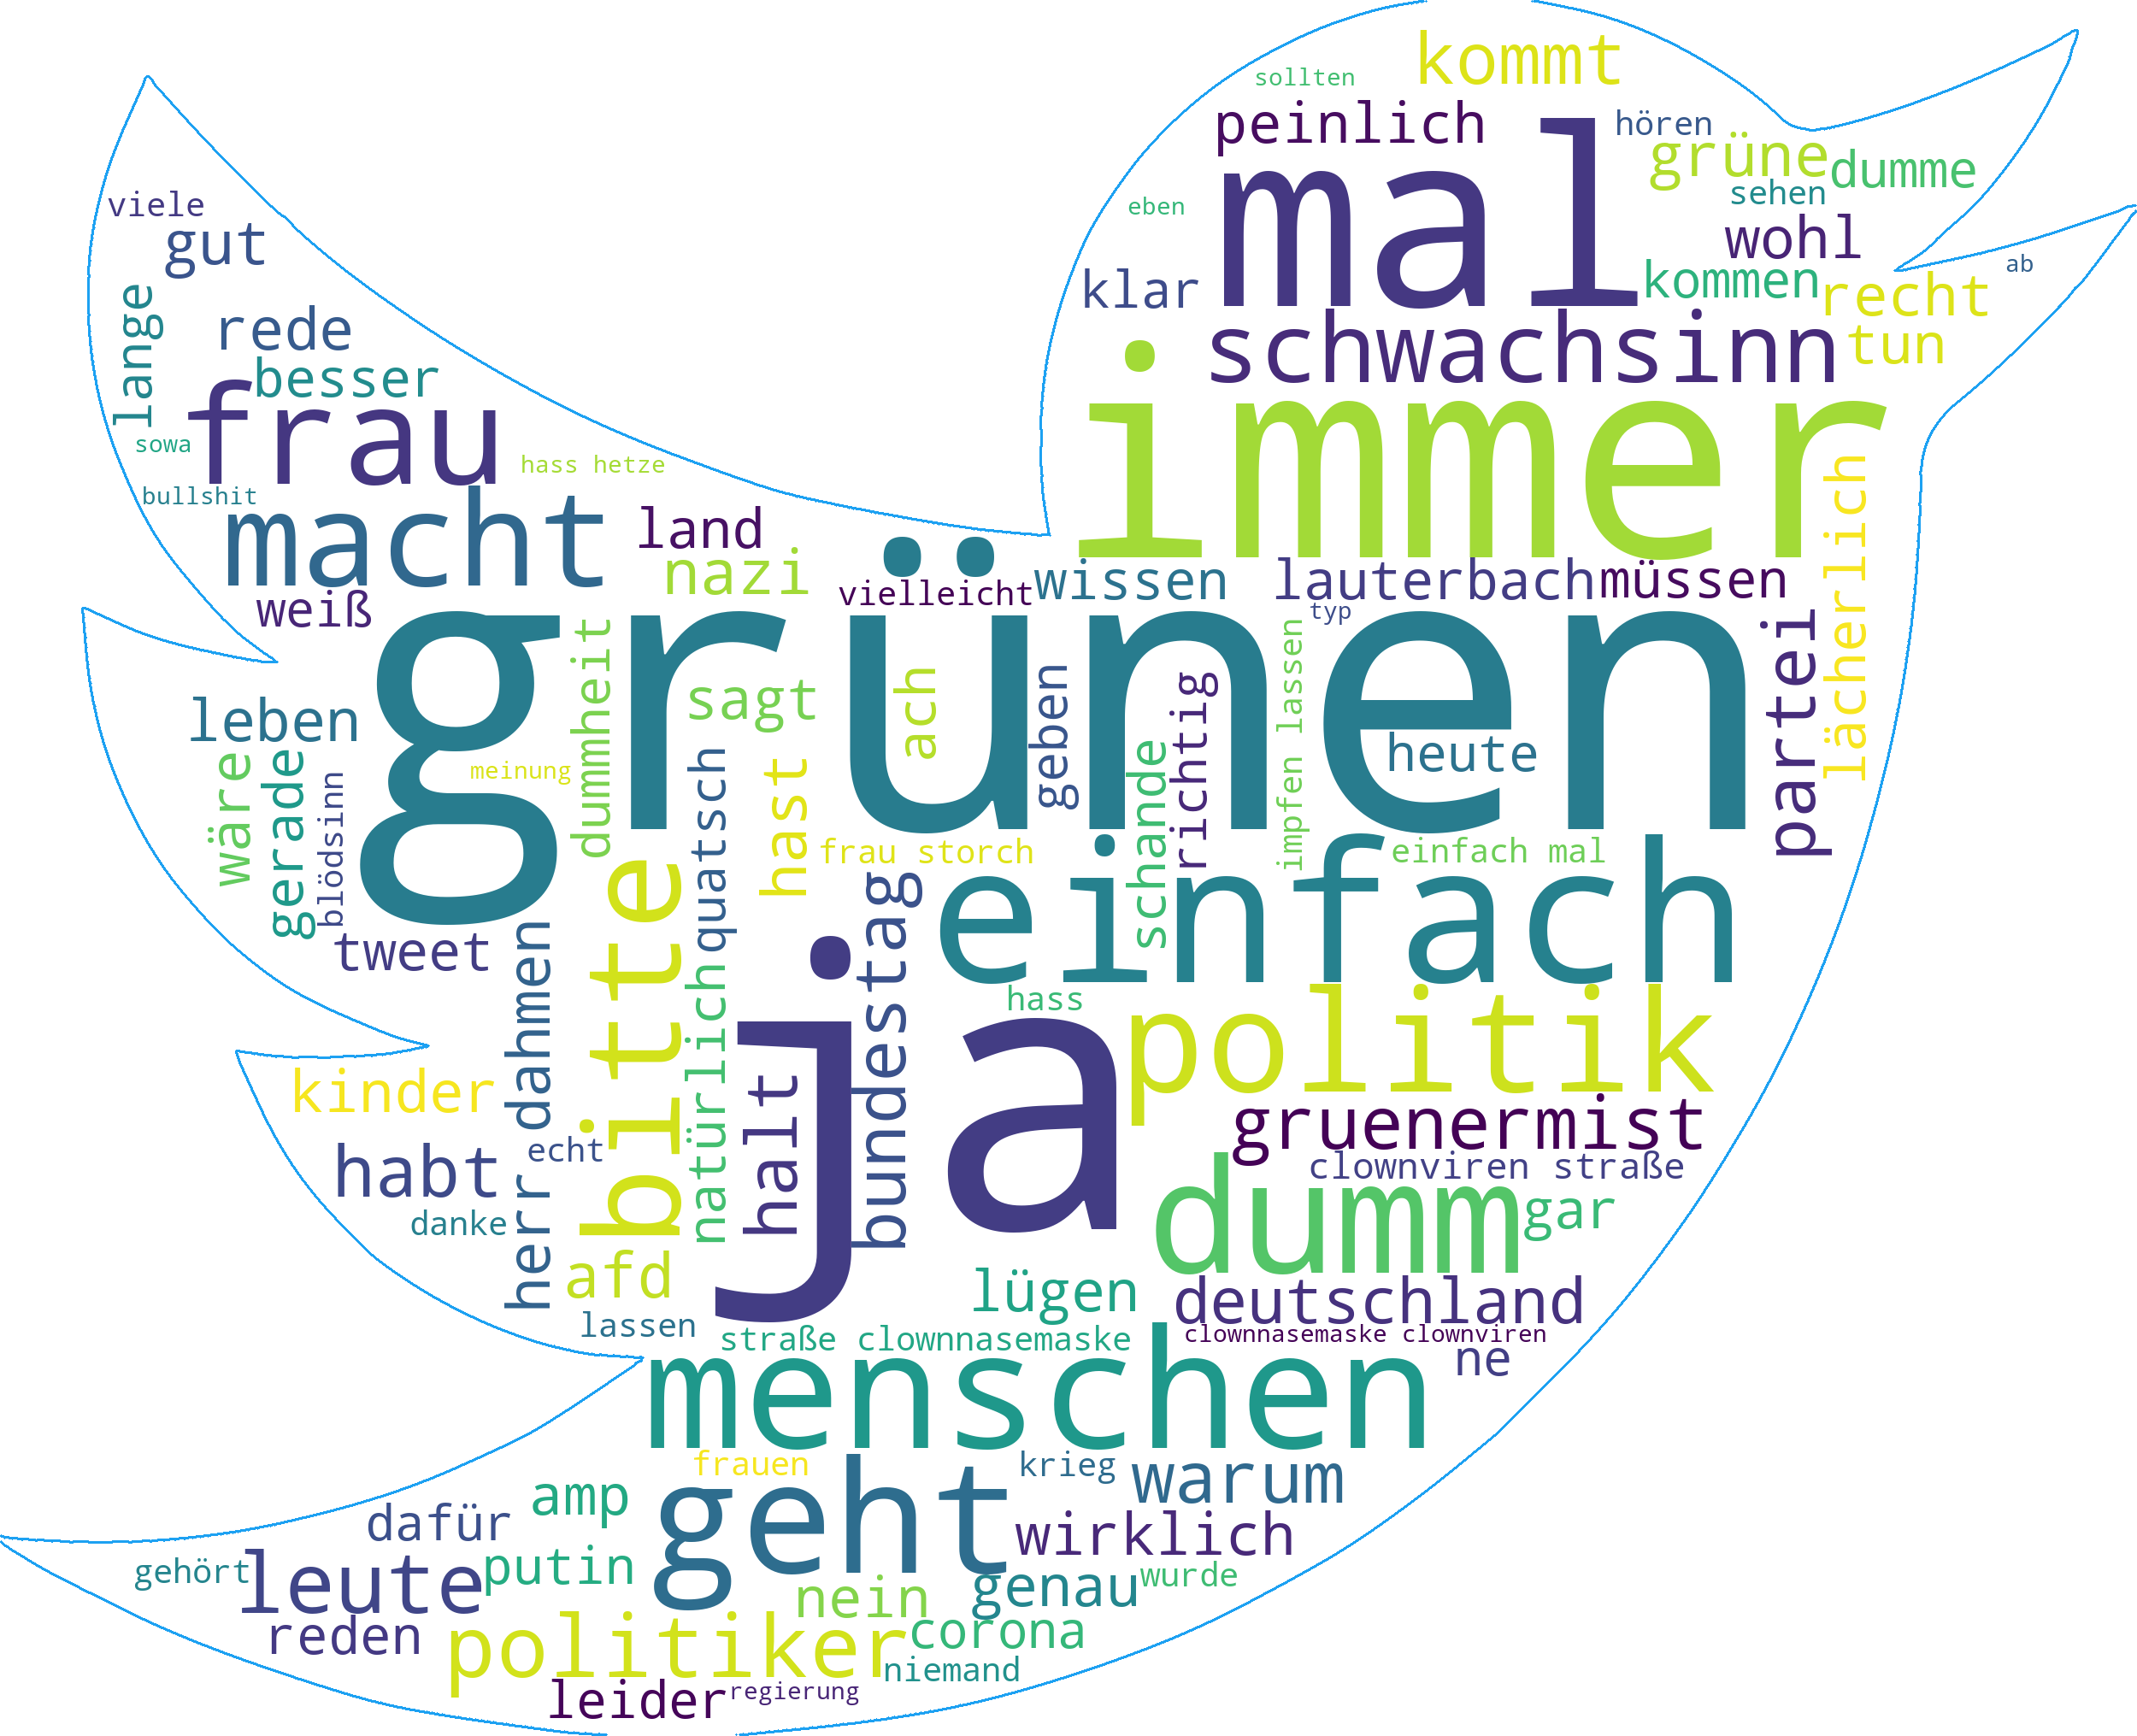 kommt
sollten
peinlich
hören
mal
grüne
dumme
sehen
viele
eben
wohl
gut
klar
kommen
ab
recht
lange
rede
schwachsinn
tun
besser
frau
immer
sowa
hass hetze
lächerlich
bullshit
macht
land
nazi
vielleicht
wissen
lauterbach
müssen
weiß
typ
grünen
partei
dummheit
sagt
ach
geben
richtig
impfen lassen
leben
heute
wäre
gerade
blödsinn
meinung
quatsch
hast
schande
frau storch
einfach mal
einfach
bitte
bundestag
tweet
herr dahmen
natürlich
ja
hass
politik
halt
kinder
gruenermist
habt
echt
clownviren straße
dumm
gar
danke
afd
lügen
deutschland
lassen
straße clownnasemaske
clownnasemaske clownviren
ne
menschen
frauen
krieg
warum
geht
amp
dafür
wirklich
gehört
leute
putin
nein
genau
wurde
reden
politiker
corona
niemand
leider
regierung